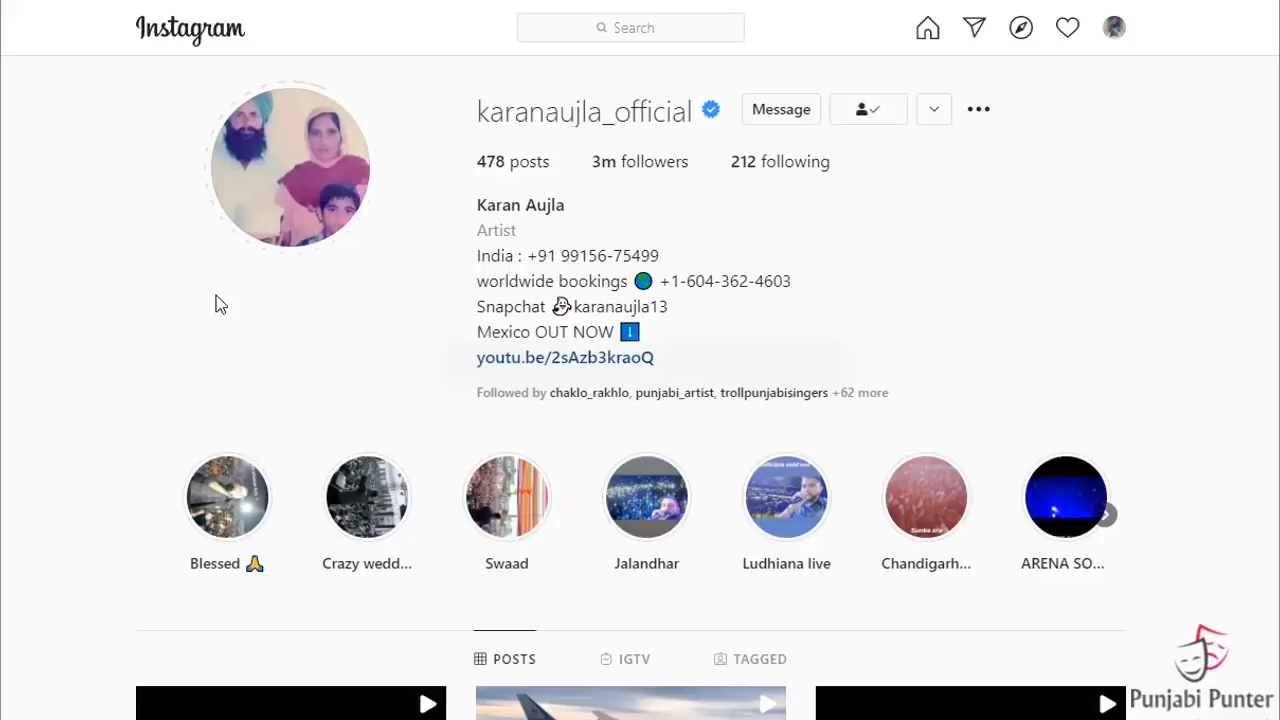 Instagram
Search
karanaujla_official
Message
478 posts 3m followers 212 following
Karan Aujla
Artist
India : +91 99156-75499
worldwide bookings 🌍 +1-604-362-4603
Snapchat 👻karanaujla13
Mexico OUT NOW ⬇️
youtu.be/2sAzb3kraoQ
Followed by chaklo_rakhlo, punjabi_artist, trollpunjabisingers +62 more
Blessed 🙏 Crazy wedd... Swaad Jalandhar Ludhiana live Chandigarh... ARENA SO...
POSTS IGTV TAGGED
Punjabi Punter